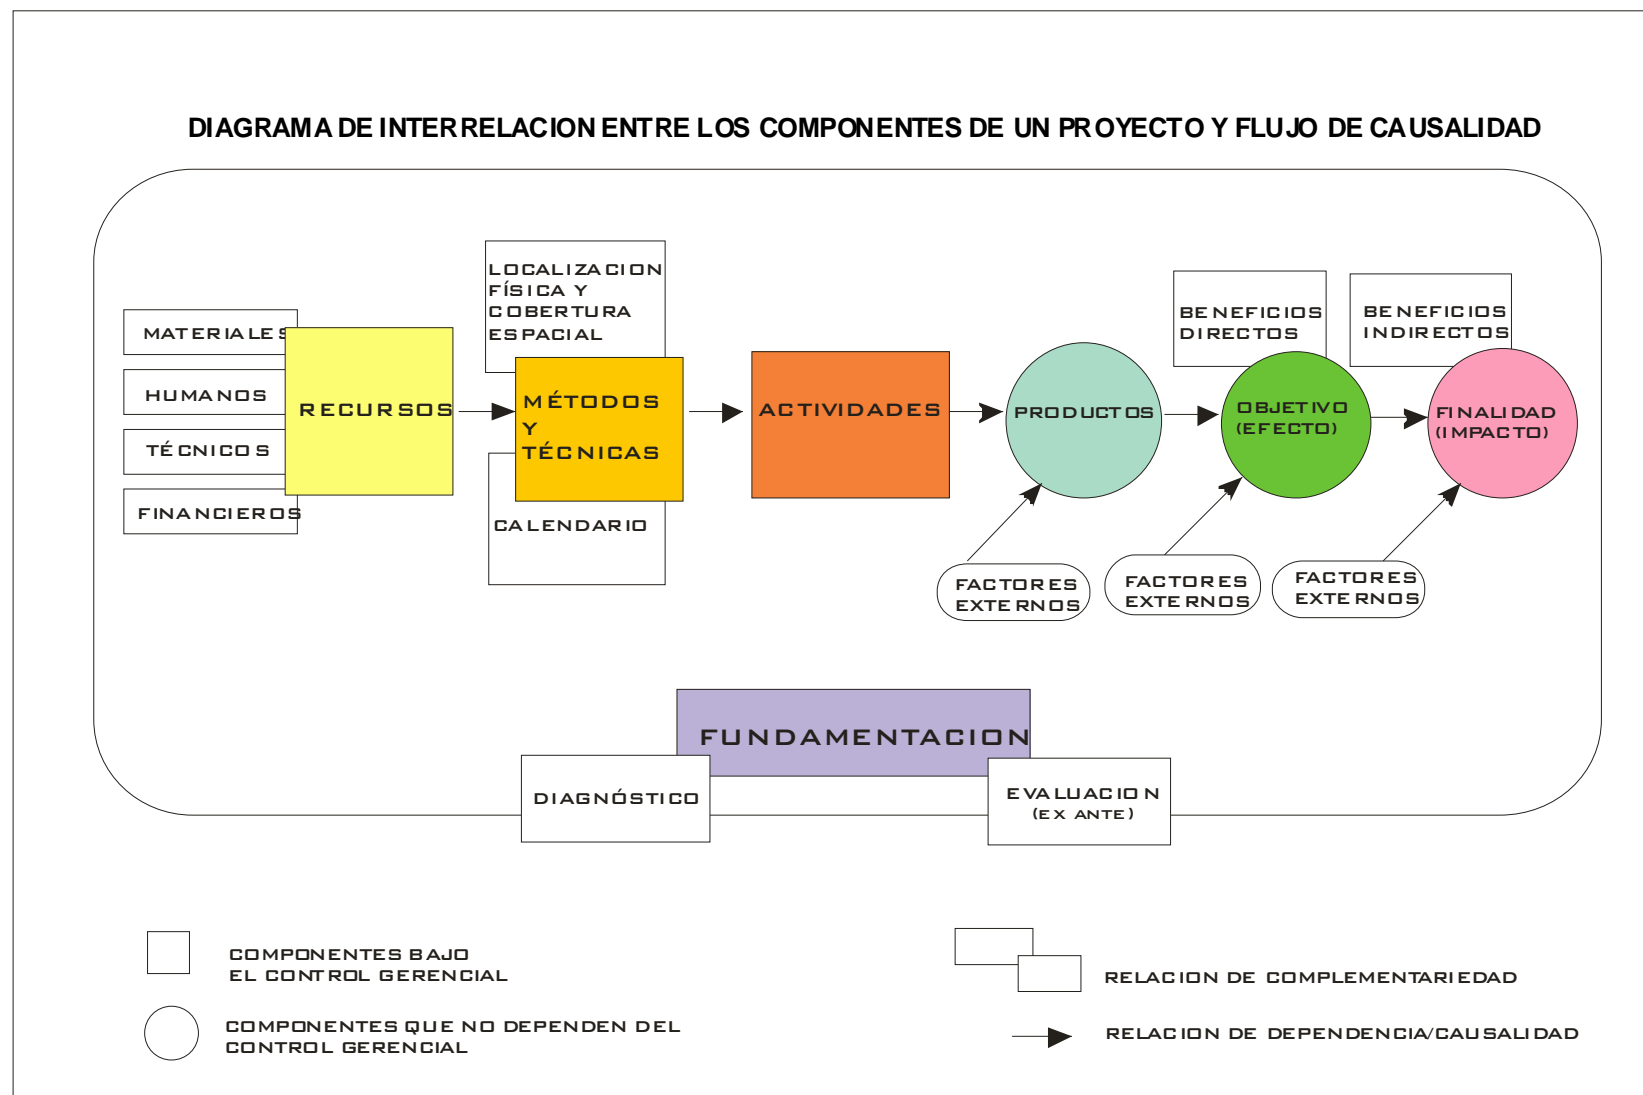 DIAGRAMA DE INTERRELACION ENTRE LOS COMPONENTES DE UN PROYECTO Y FLUJO DE CAUSALIDAD
MATERIALES
HUMANOS
TÉCNICOS
FINANCIEROS
RECURSOS
LOCALIZACION
FÍSICA Y
COBERTURA
ESPACIAL
MÉTODOS
Y
TÉCNICAS
CALENDARIO
ACTIVIDADES
PRODUCTOS
FACTORES
EXTERNOS
BENEFICIOS
DIRECTOS
OBJETIVO
(EFECTO)
FACTORES
EXTERNOS
BENEFICIOS
INDIRECTOS
FINALIDAD
(IMPACTO)
FACTORES
EXTERNOS
FUNDAMENTACION
DIAGNÓSTICO
EVALUACION
(EX ANTE)
COMPONENTES BAJO
EL CONTROL GERENCIAL
COMPONENTES QUE NO DEPENDEN DEL
CONTROL GERENCIAL
RELACION DE COMPLEMENTARIEDAD
RELACION DE DEPENDENCIA/CAUSALIDAD